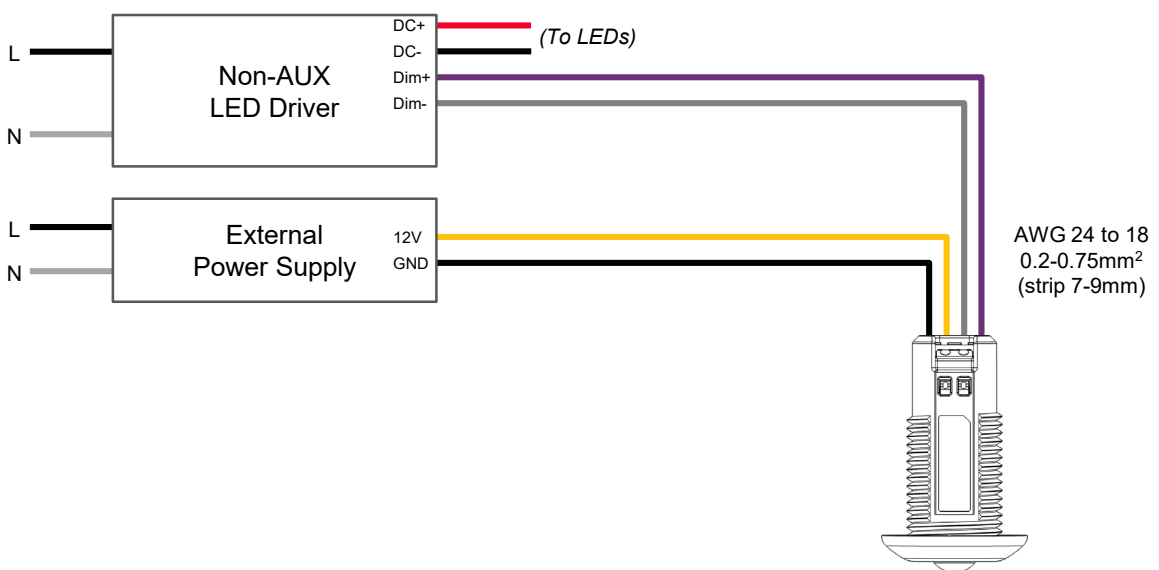 L
N
Non-AUX
LED Driver
DC+
DC-
Dim+
Dim-
(To LEDs)
L
N
External
Power Supply
12V
GND
AWG 24 to 18
0.2-0.75mm²
(strip 7-9mm)